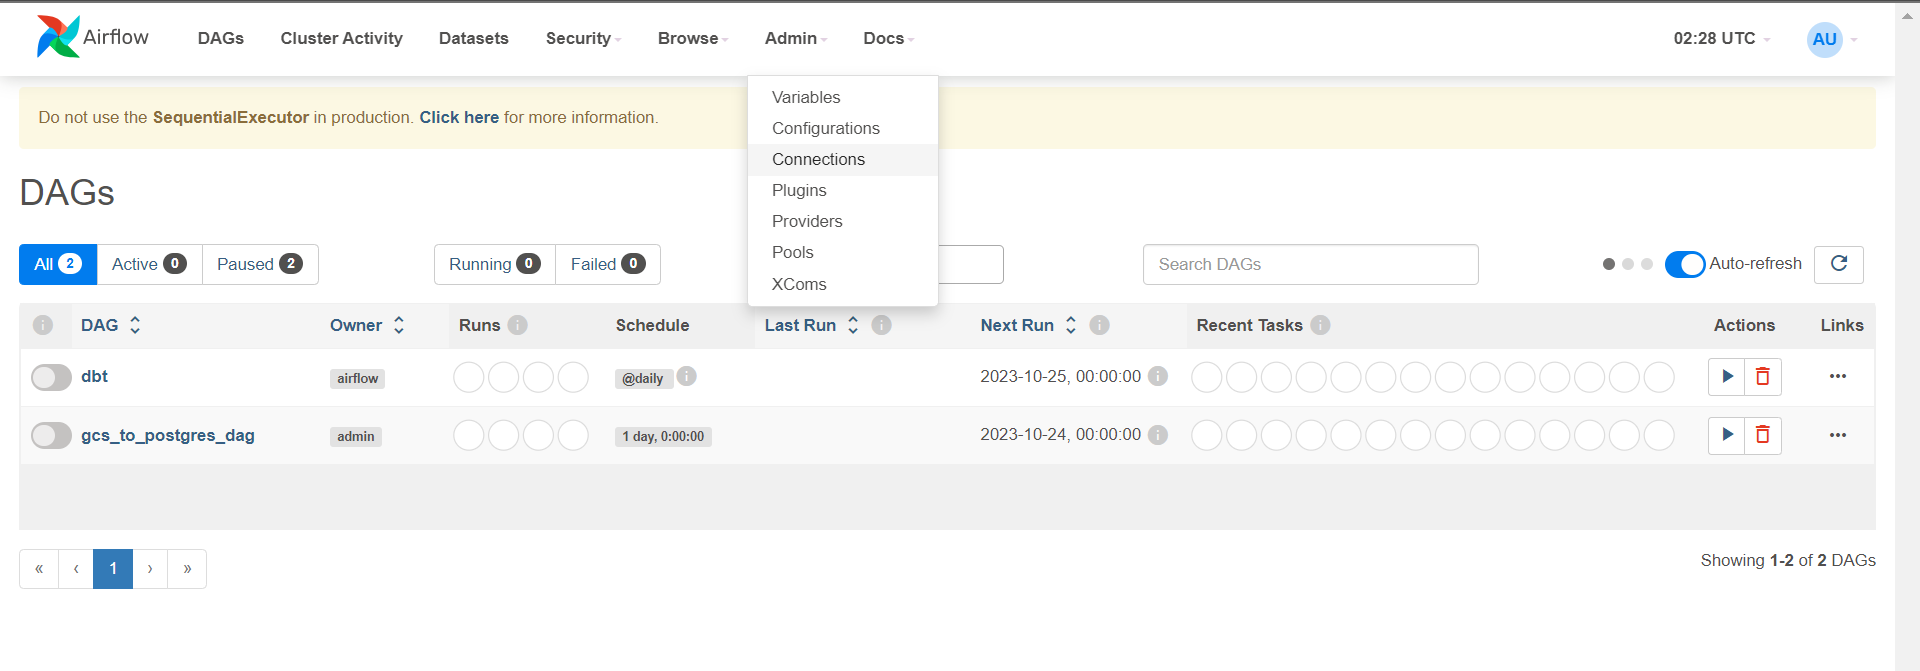 Airflow DAGs Cluster Activity Datasets Security Browse Admin Docs 02:28 UTC AU
Variables
Configurations
Connections
Plugins
Providers
Pools
XComs
Do not use the SequentialExecutor in production. Click here for more information.
DAGs
All 2 Active 0 Paused 2 Running 0 Failed 0 Search DAGs Auto-refresh
i DAG Owner Runs i Schedule Last Run i Next Run i Recent Tasks i Actions Links
dbt airflow @daily i 2023-10-25, 00:00:00 i •••
gcs_to_postgres_dag admin 1 day, 0:00:00 2023-10-24, 00:00:00 i •••
« ‹ 1 › »
Showing 1-2 of 2 DAGs